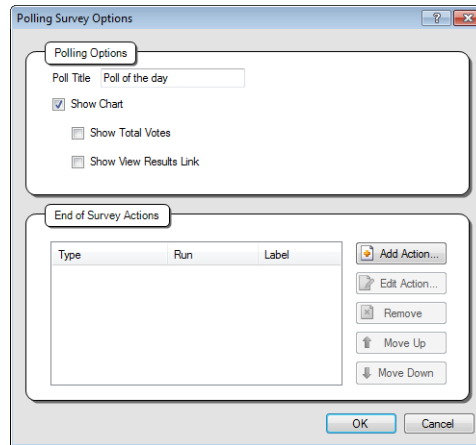 Polling Survey Options
Polling Options
Poll Title Poll of the day
Show Chart
Show Total Votes
Show View Results Link
End of Survey Actions
Type Run Label
Add Action...
Edit Action...
Remove
Move Up
Move Down
OK Cancel